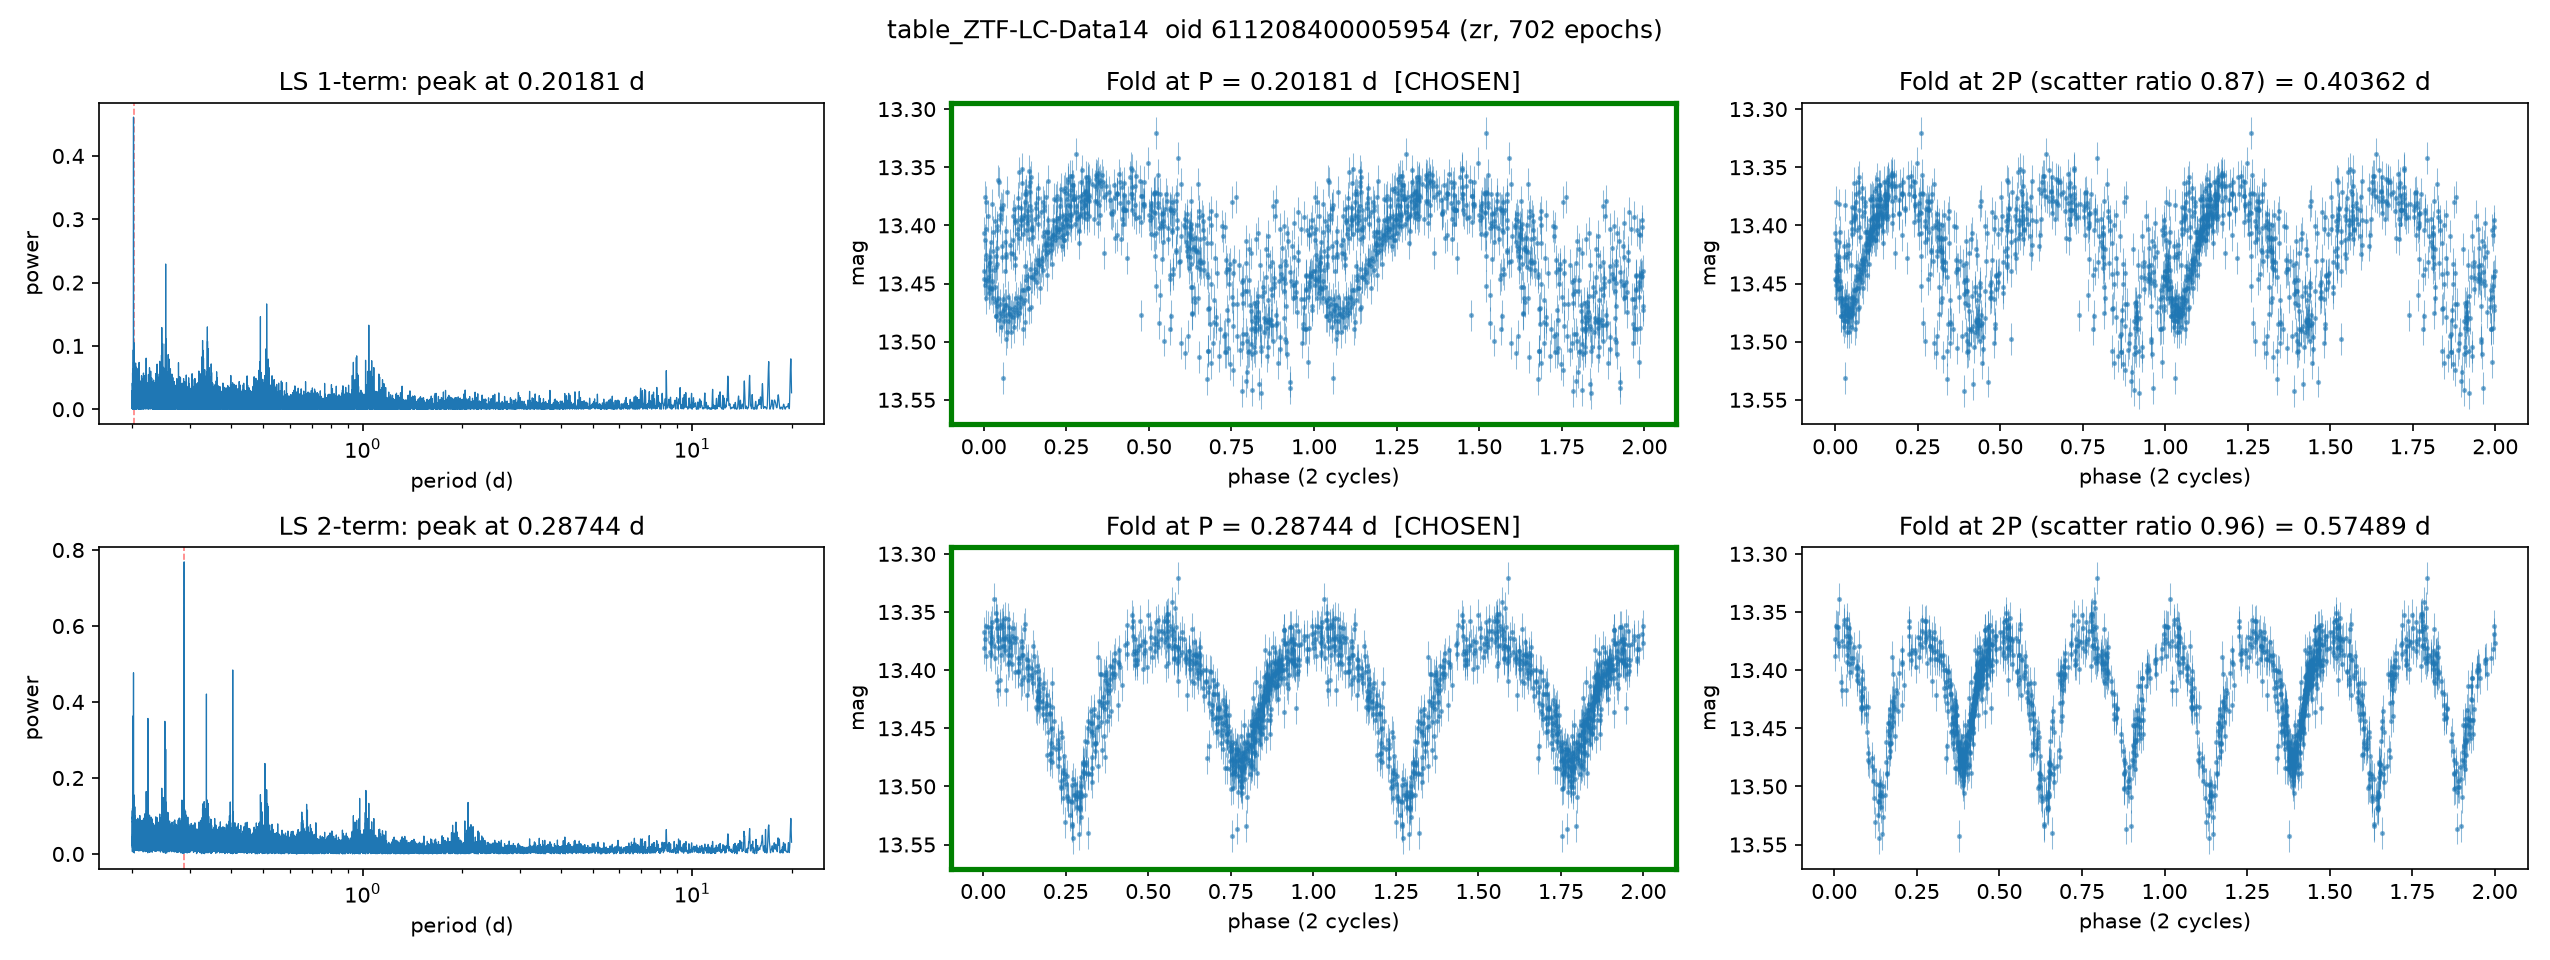 table_ZTF-LC-Data14  oid 611208400005954 (zr, 702 epochs)
LS 1-term: peak at 0.20181 d
power
0.4
0.3
0.2
0.1
0.0
10⁰
10¹
period (d)
Fold at P = 0.20181 d  [CHOSEN]
mag
13.30
13.35
13.40
13.45
13.50
13.55
0.00 0.25 0.50 0.75 1.00 1.25 1.50 1.75 2.00
phase (2 cycles)
Fold at 2P (scatter ratio 0.87) = 0.40362 d
mag
13.30
13.35
13.40
13.45
13.50
13.55
0.00 0.25 0.50 0.75 1.00 1.25 1.50 1.75 2.00
phase (2 cycles)
LS 2-term: peak at 0.28744 d
power
0.8
0.6
0.4
0.2
0.0
10⁰
10¹
period (d)
Fold at P = 0.28744 d  [CHOSEN]
mag
13.30
13.35
13.40
13.45
13.50
13.55
0.00 0.25 0.50 0.75 1.00 1.25 1.50 1.75 2.00
phase (2 cycles)
Fold at 2P (scatter ratio 0.96) = 0.57489 d
mag
13.30
13.35
13.40
13.45
13.50
13.55
0.00 0.25 0.50 0.75 1.00 1.25 1.50 1.75 2.00
phase (2 cycles)